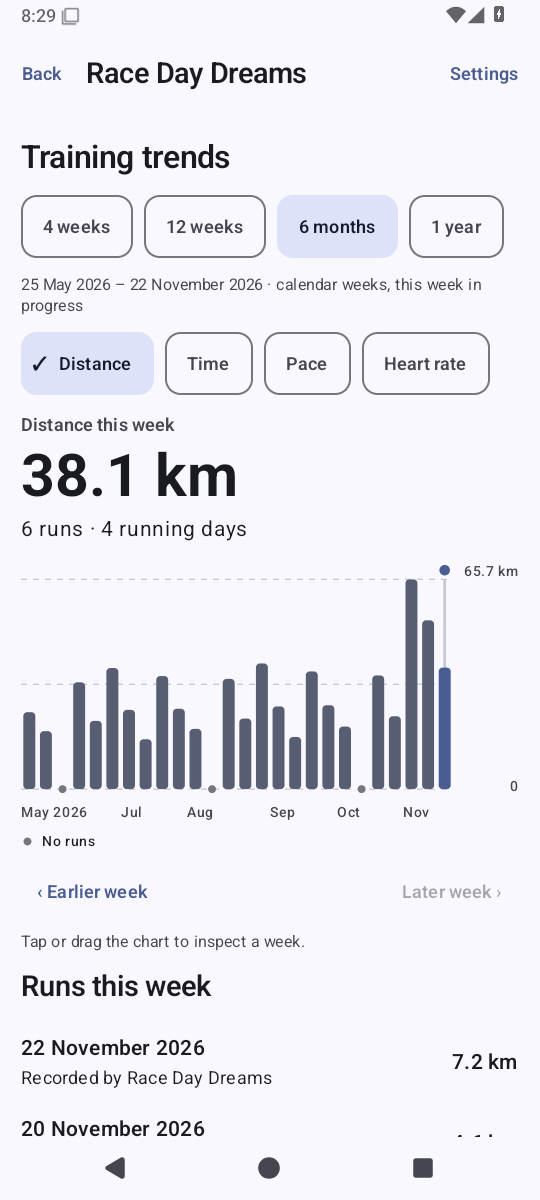 8:29
Back Race Day Dreams Settings
Training trends
4 weeks 12 weeks 6 months 1 year
25 May 2026 – 22 November 2026 · calendar weeks, this week in
progress
✓ Distance Time Pace Heart rate
Distance this week
38.1 km
6 runs · 4 running days
65.7 km
0
May 2026 Jul Aug Sep Oct Nov
No runs
‹ Earlier week Later week ›
Tap or drag the chart to inspect a week.
Runs this week
22 November 2026
7.2 km
Recorded by Race Day Dreams
20 November 2026